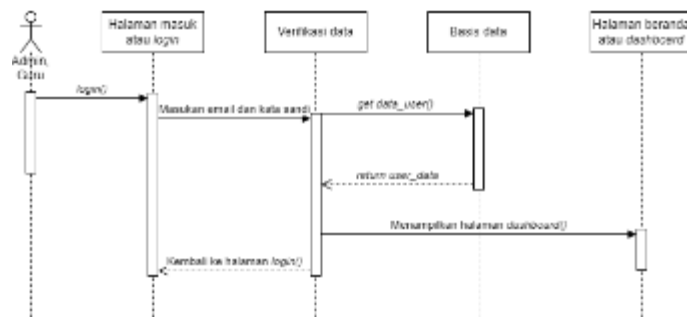 Halaman masuk
atau login
Verifikasi data
Basis data
Halaman beranda
atau dashboard
Admin,
Guru
login()
Masukan email dan kata sandi
get data_user()
return user_data
Menampilkan halaman dashboard()
Kembali ke halaman login()